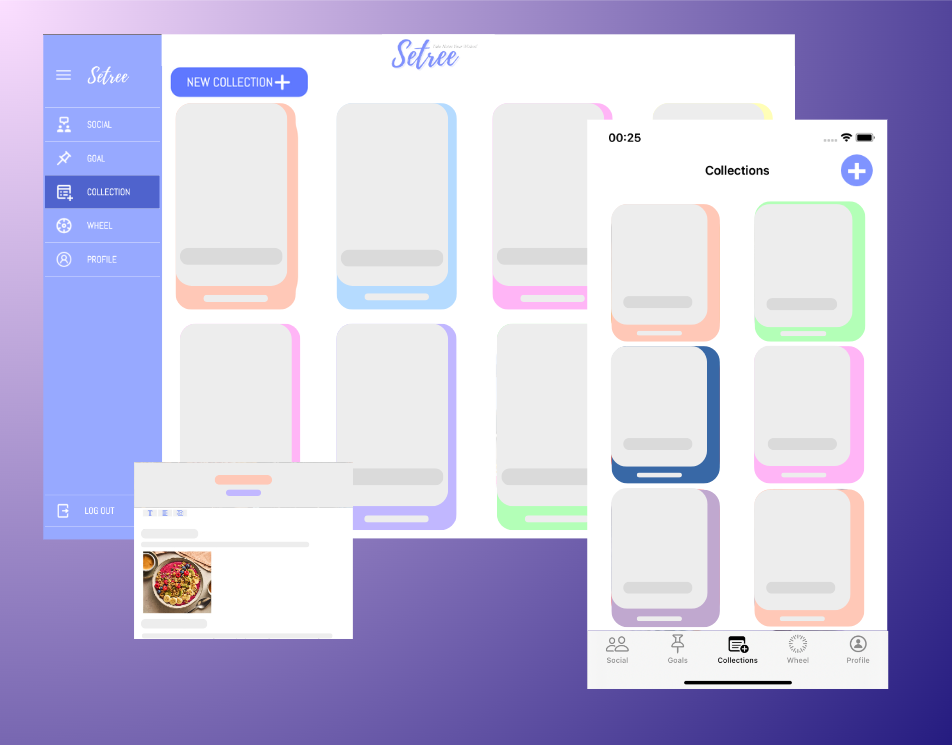 Setree
SOCIAL
GOAL
COLLECTION
WHEEL
PROFILE
LOG OUT
Setree
NEW COLLECTION
T E S
00:25
Collections
Social
Goals
Collections
Wheel
Profile